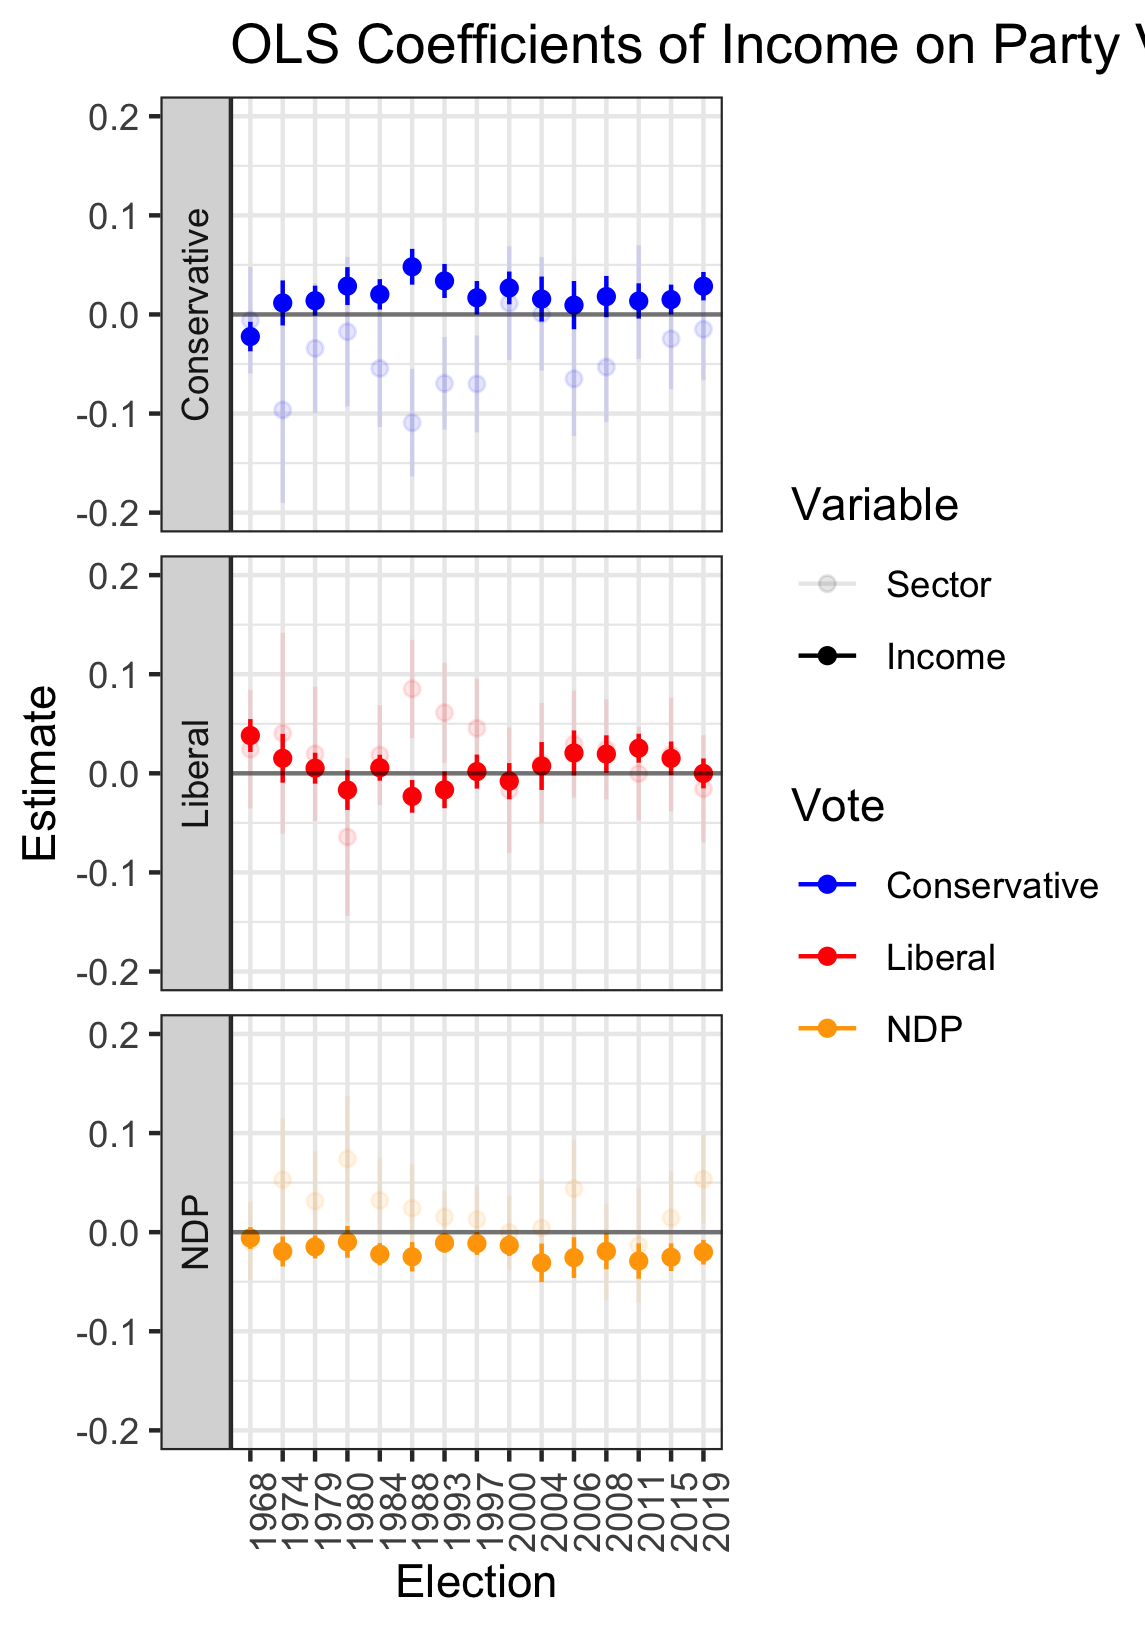 OLS Coefficients of Income on Party
Conservative
0.2
0.1
0.0
-0.1
-0.2
Liberal
0.2
0.1
0.0
-0.1
-0.2
NDP
0.2
0.1
0.0
-0.1
-0.2
Estimate
1968
1974
1979
1980
1984
1988
1993
1997
2000
2004
2006
2008
2011
2015
2019
Election
Variable
Sector
Income
Vote
Conservative
Liberal
NDP